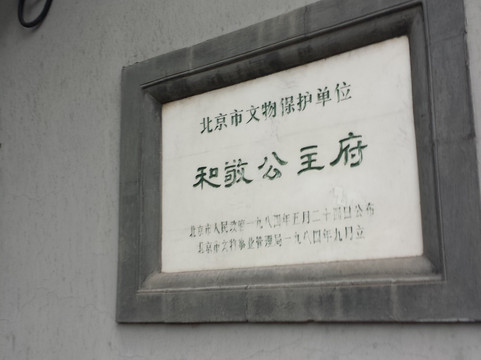 北京市文物保护单位
和敬公主府
北京市人民政府一九八四年五月二十四日公布
北京市文物事业管理局一九八四年九月立